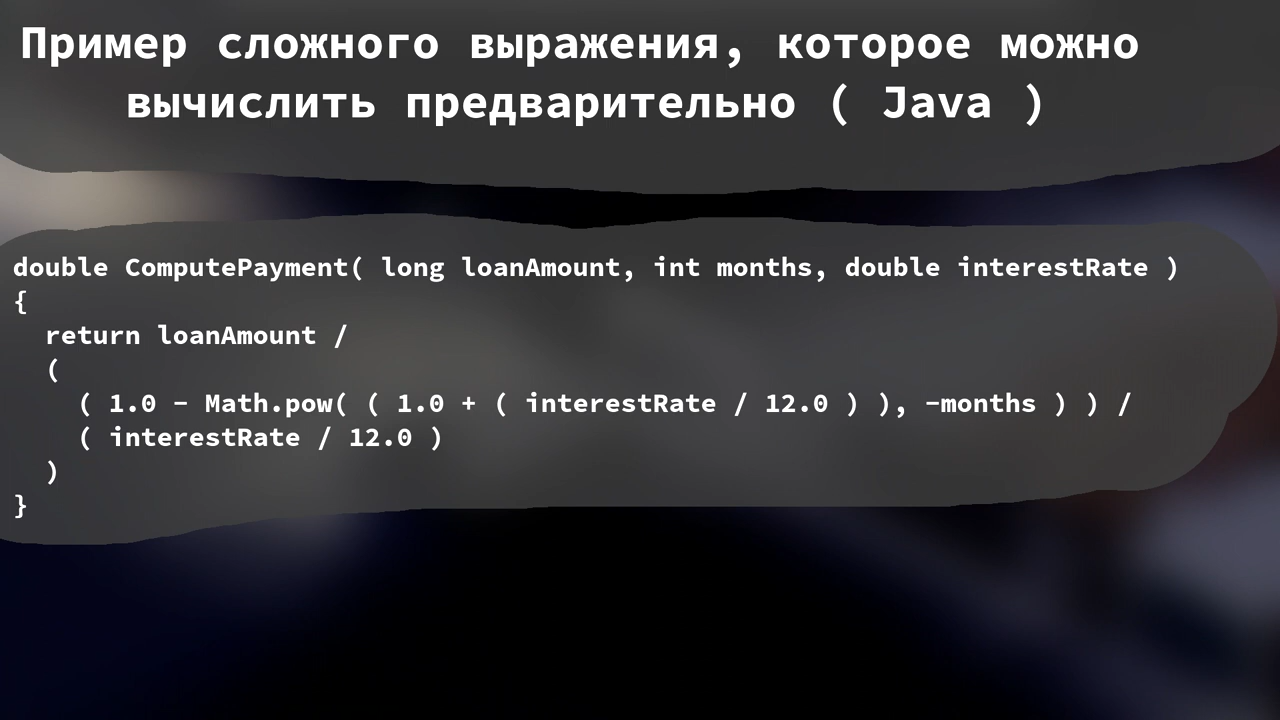 Пример сложного выражения, которое можно
вычислить предварительно ( Java )
double ComputePayment( long loanAmount, int months, double interestRate )
{
  return loanAmount /
  (
    ( 1.0 - Math.pow( ( 1.0 + ( interestRate / 12.0 ) ), -months ) ) /
    ( interestRate / 12.0 )
  )
}